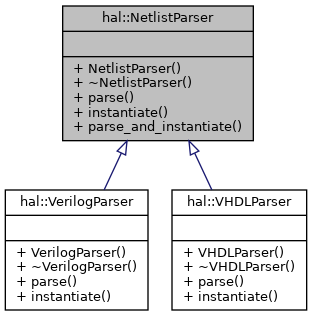 hal::NetlistParser
+ NetlistParser()
+ ~NetlistParser()
+ parse()
+ instantiate()
+ parse_and_instantiate()
hal::VerilogParser
+ VerilogParser()
+ ~VerilogParser()
+ parse()
+ instantiate()
hal::VHDLParser
+ VHDLParser()
+ ~VHDLParser()
+ parse()
+ instantiate()